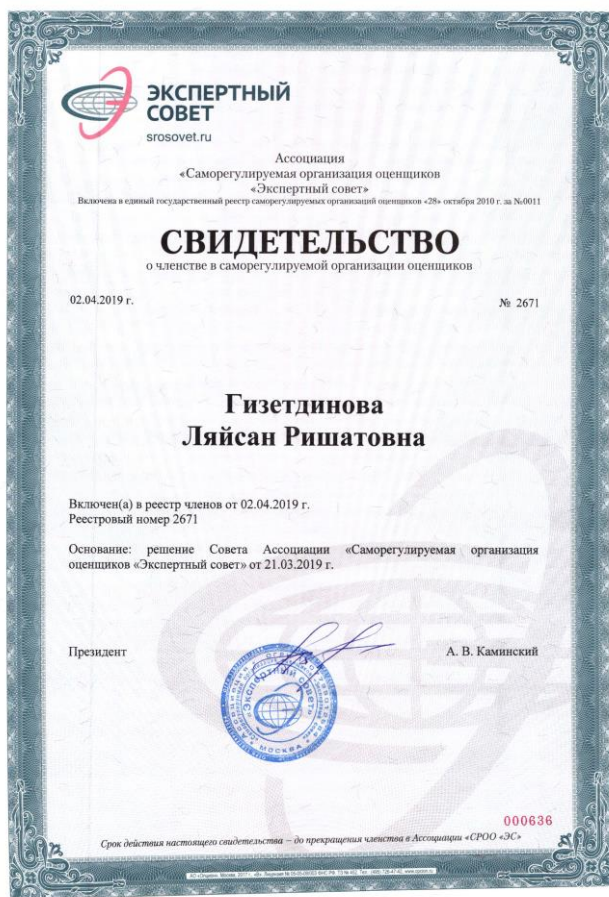 ЭКСПЕРТНЫЙ
СОВЕТ
srosovet.ru
Ассоциация
«Саморегулируемая организация оценщиков
«Экспертный совет»
Включена в единый государственный реестр саморегулируемых организаций оценщиков «28» октября 2010 г. за №0011
СВИДЕТЕЛЬСТВО
о членстве в саморегулируемой организации оценщиков
02.04.2019 г.
№ 2671
Гизетдинова
Ляйсан Ришатовна
Включен(а) в реестр членов от 02.04.2019 г.
Реестровый номер 2671
Основание: решение Совета Ассоциации «Саморегулируемая организация
оценщиков «Экспертный совет» от 21.03.2019 г.
Президент
А. В. Каминский
«Экспертный совет»
МОСКВА
000636
Срок действия настоящего свидетельства – до прекращения членства в Ассоциации «СРОО «ЭС»